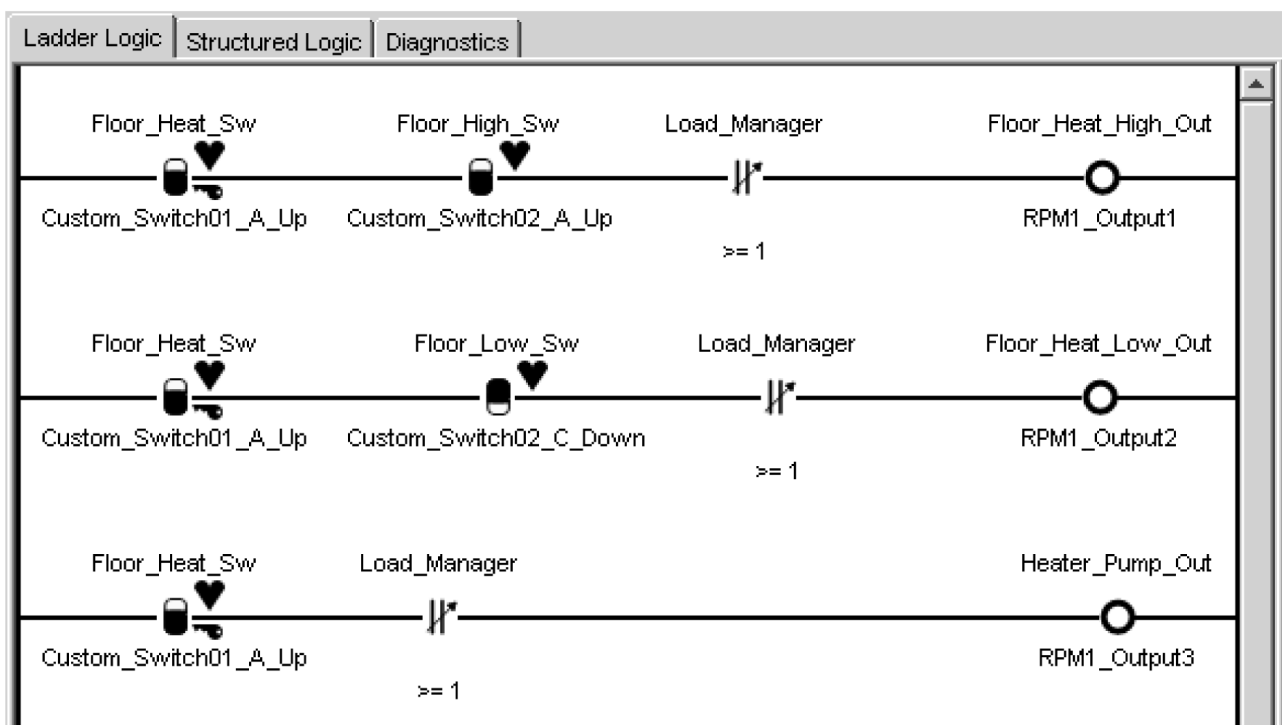 Ladder Logic Structured Logic Diagnostics
Floor_Heat_Sw Floor_High_Sw Load_Manager Floor_Heat_High_Out
Custom_Switch01_A_Up Custom_Switch02_A_Up RPM1_Output1
>= 1
Floor_Heat_Sw Floor_Low_Sw Load_Manager Floor_Heat_Low_Out
Custom_Switch01_A_Up Custom_Switch02_C_Down RPM1_Output2
>= 1
Floor_Heat_Sw Load_Manager Heater_Pump_Out
Custom_Switch01_A_Up RPM1_Output3
>= 1